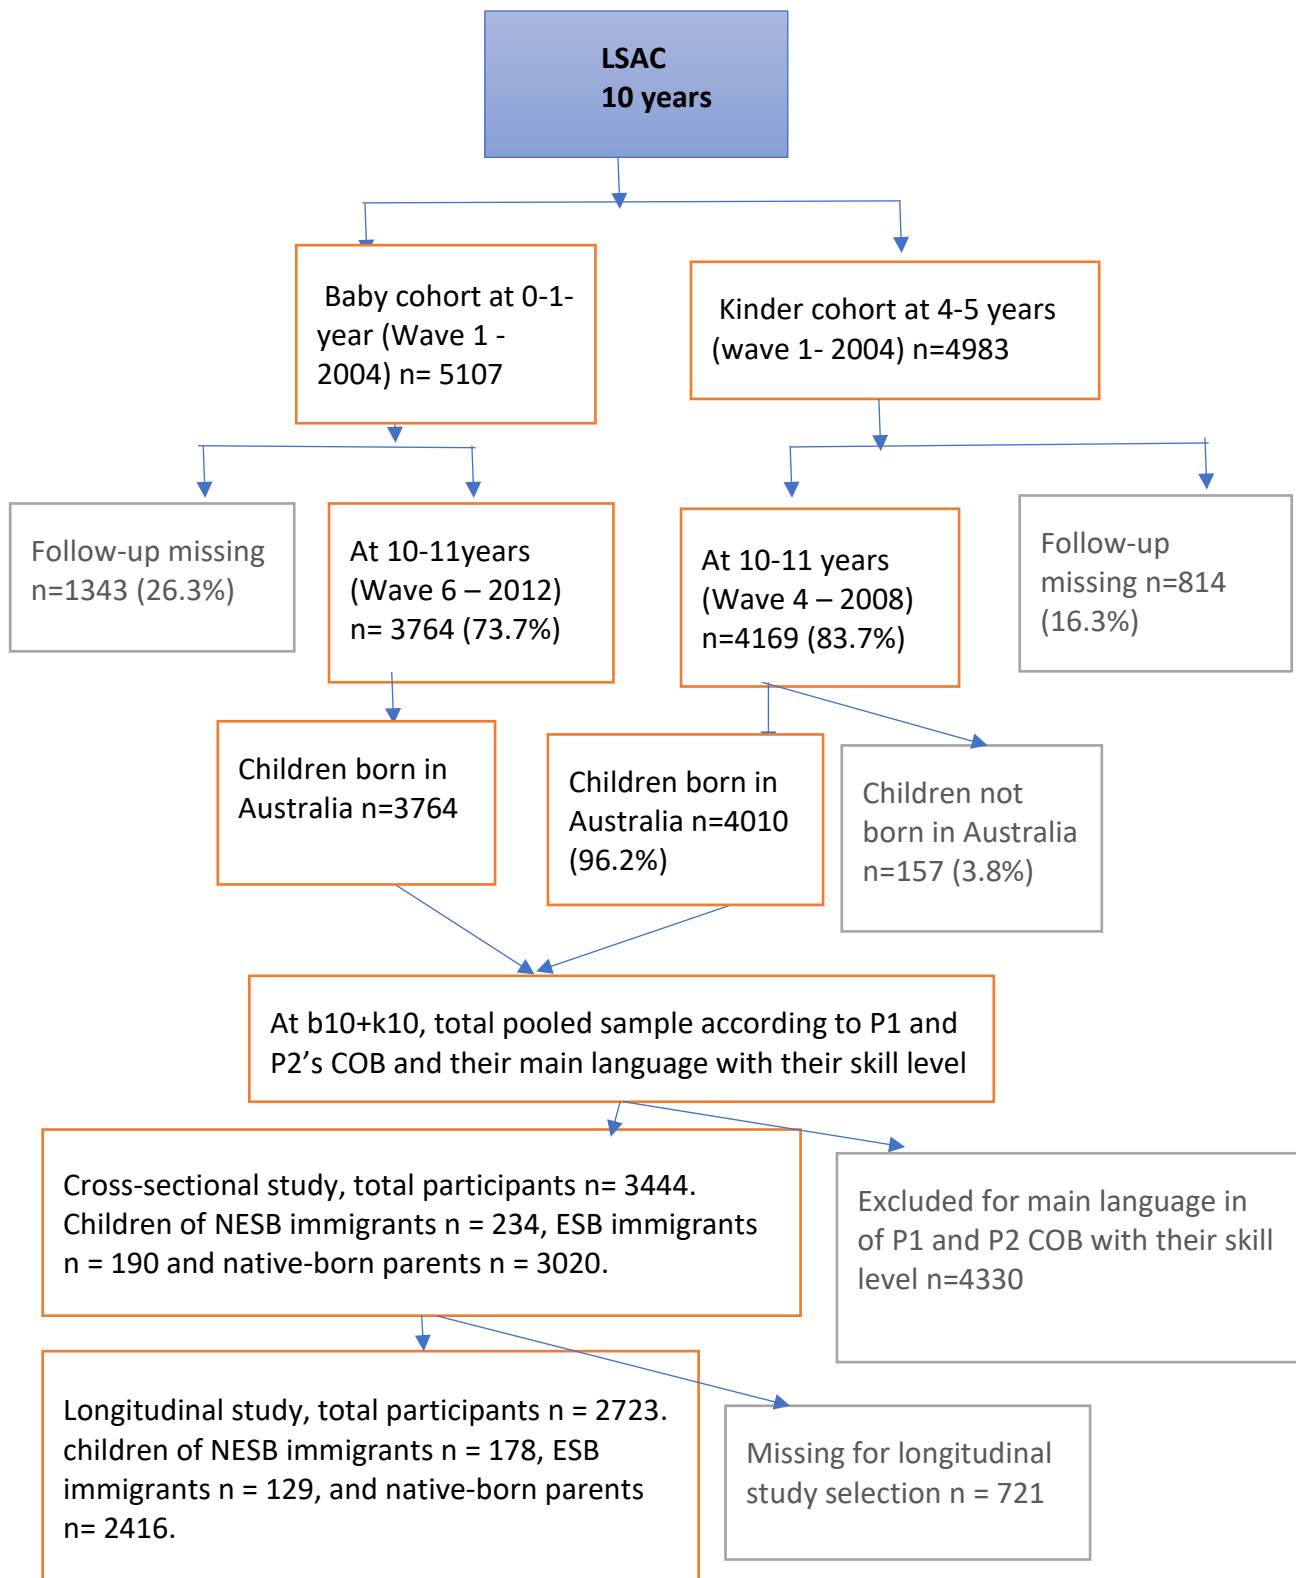 LSAC
10 years
Baby cohort at 0-1-
year (Wave 1 -
2004) n= 5107
Kinder cohort at 4-5 years
(wave 1- 2004) n=4983
Follow-up missing
n=1343 (26.3%)
At 10-11years
(Wave 6 – 2012)
n= 3764 (73.7%)
At 10-11 years
(Wave 4 – 2008)
n=4169 (83.7%)
Follow-up
missing n=814
(16.3%)
Children born in
Australia n=3764
Children born in
Australia n=4010
(96.2%)
Children not
born in Australia
n=157 (3.8%)
At b10+k10, total pooled sample according to P1 and
P2’s COB and their main language with their skill level
Cross-sectional study, total participants n= 3444.
Children of NESB immigrants n = 234, ESB immigrants
n = 190 and native-born parents n = 3020.
Excluded for main language in
of P1 and P2 COB with their skill
level n=4330
Longitudinal study, total participants n = 2723.
children of NESB immigrants n = 178, ESB
immigrants n = 129, and native-born parents
n= 2416.
Missing for longitudinal
study selection n = 721